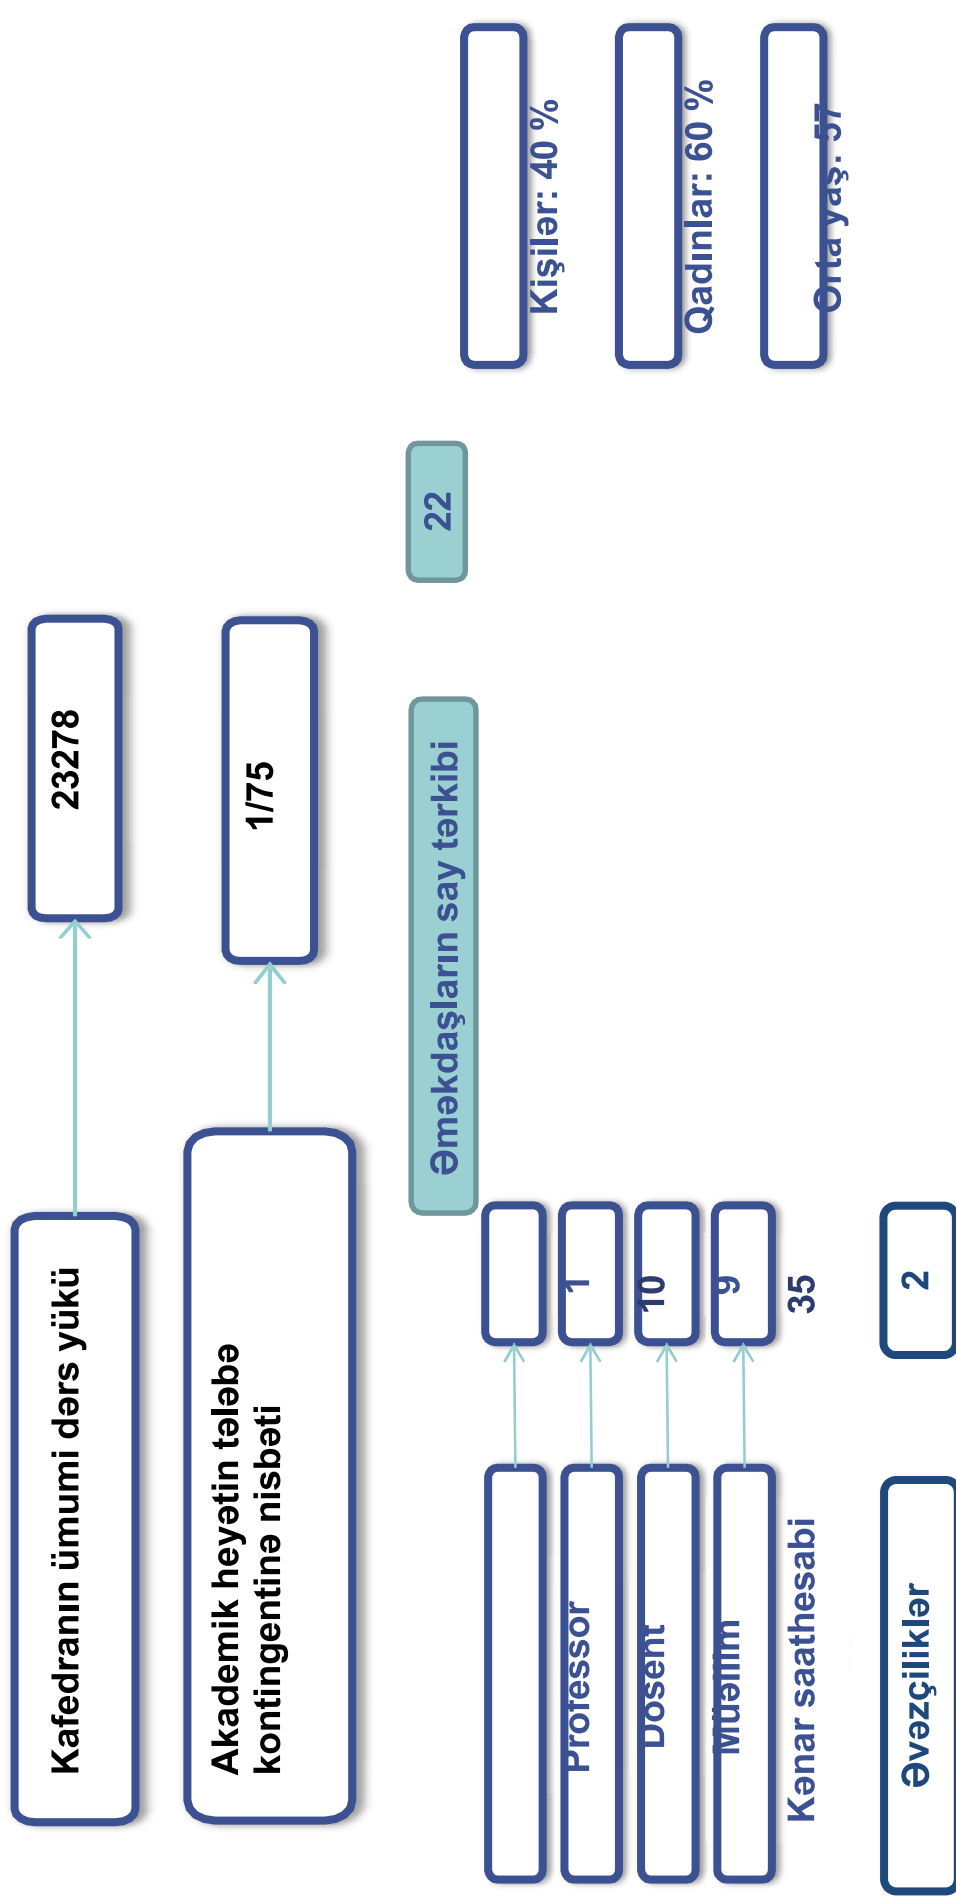 Kafedranın ümumi dərs yükü
23278
Akademik heyətin tələbə
kontingentinə nisbəti
1/75
Əməkdaşların say tərkibi
22
Professor
1
Dosent
10
Müəllim
9
Kənar saathesabi
35
Əvəzçiliklər
2
Kişilər: 40 %
Qadınlar: 60 %
Orta yaş: 57